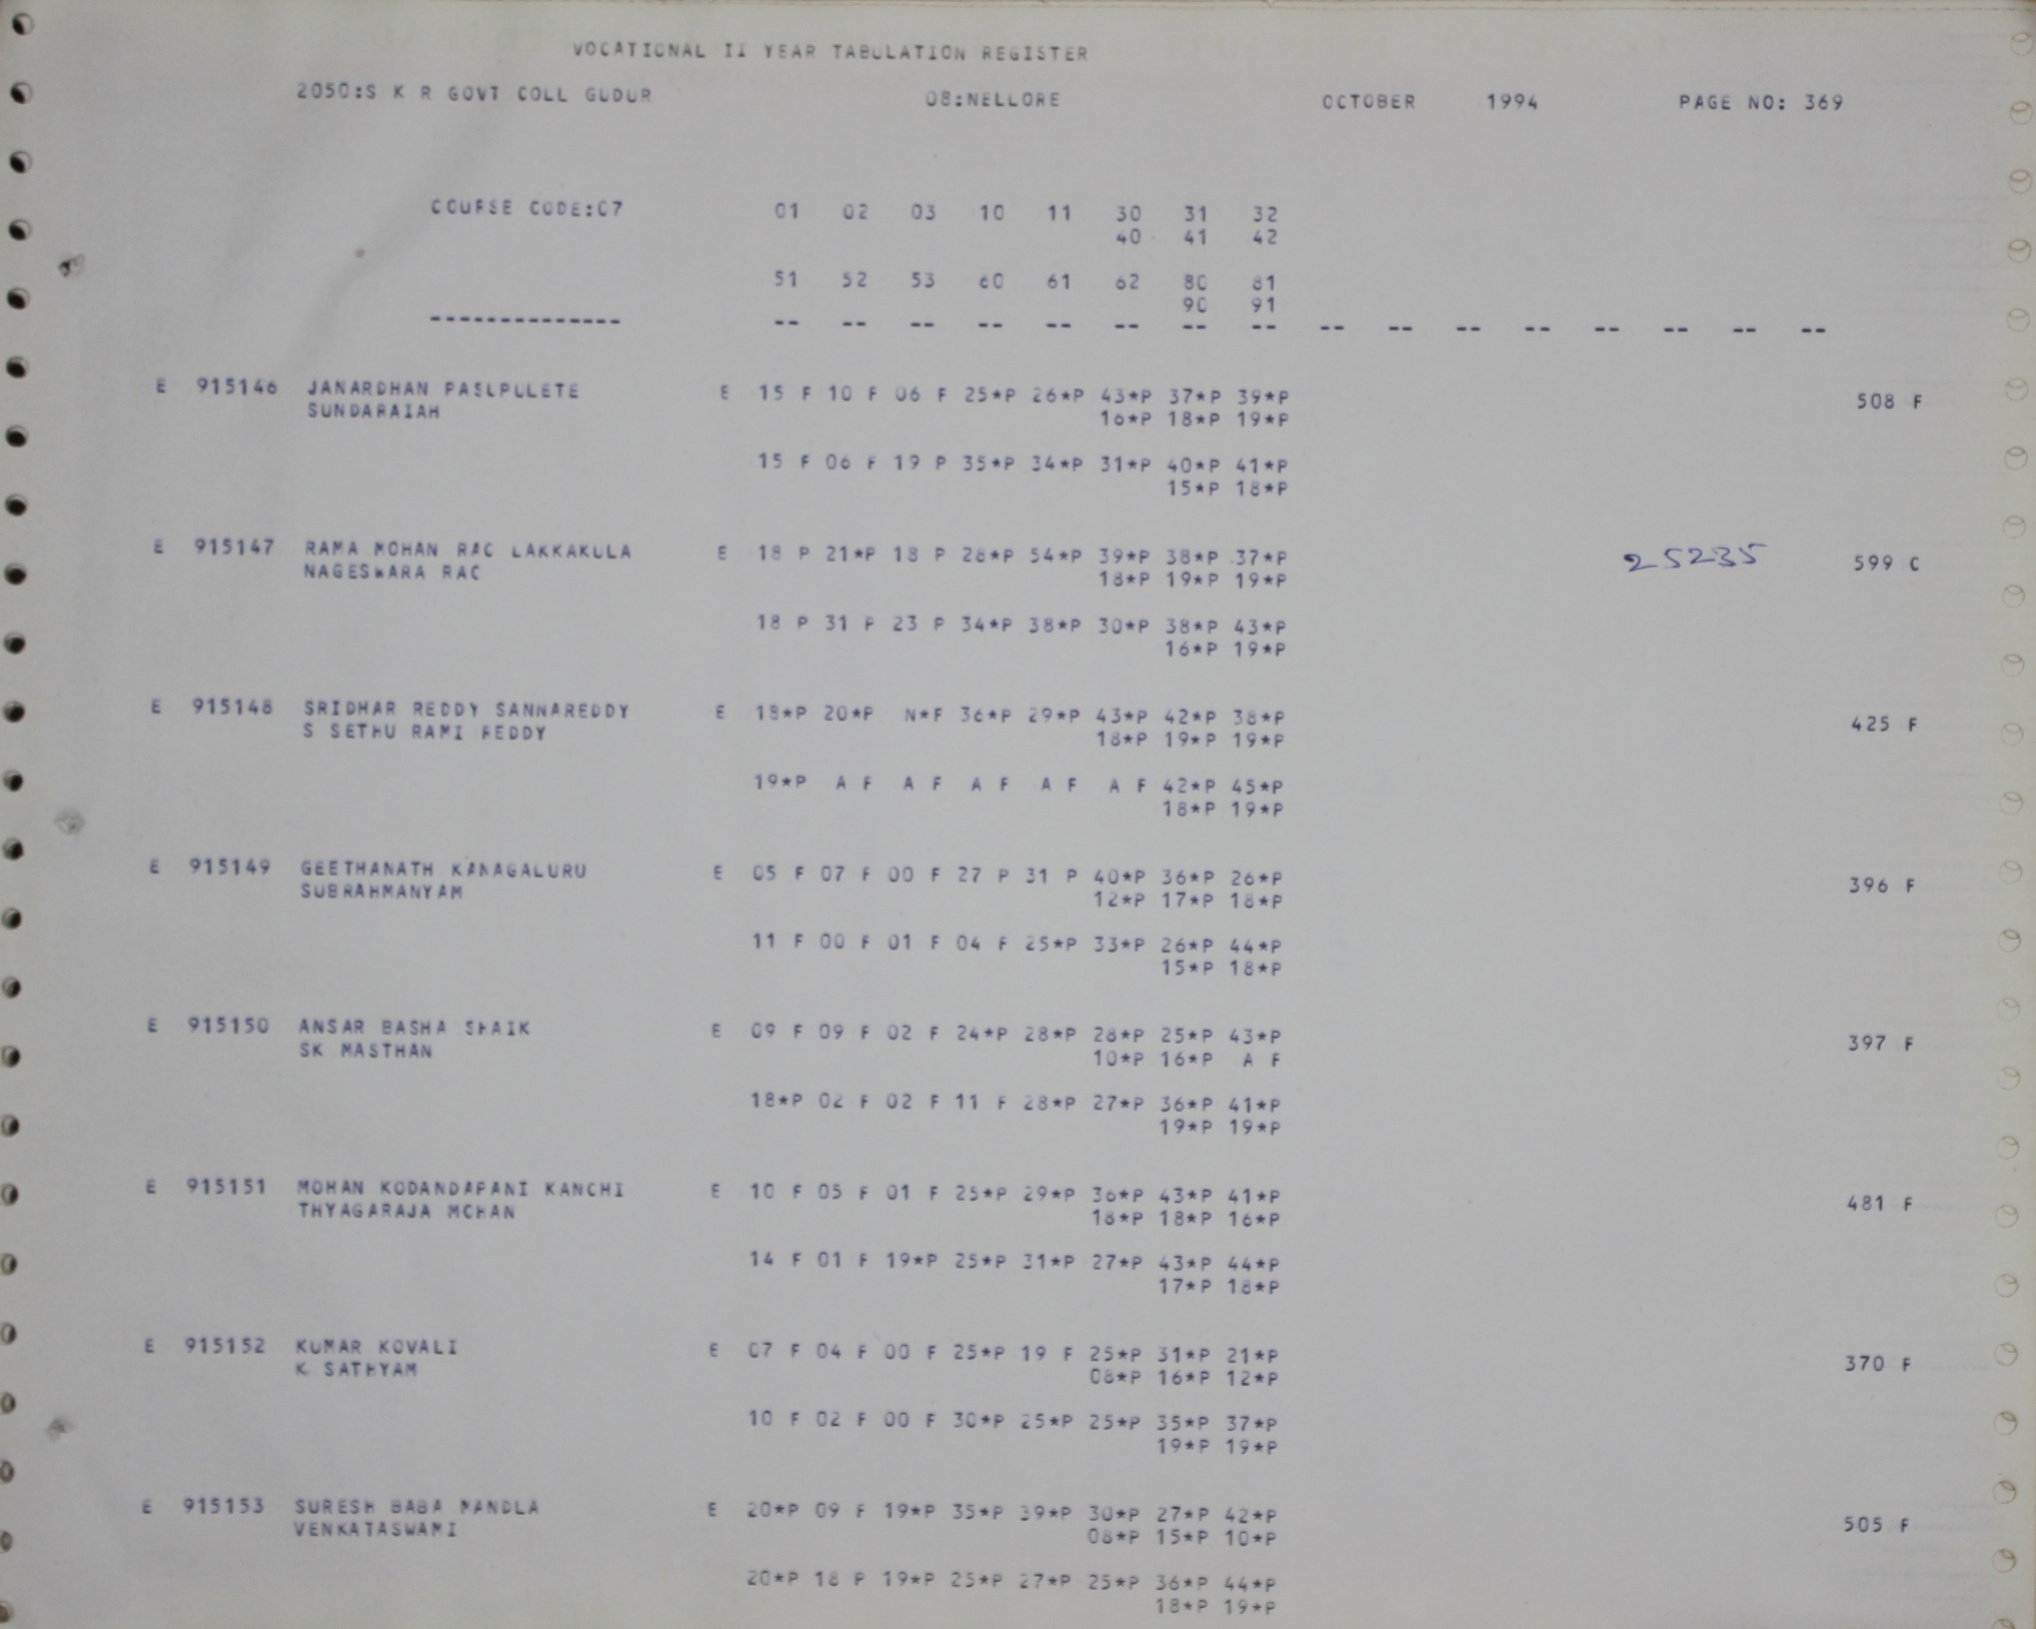 VOCATIONAL II YEAR TABULATION REGISTER
2050:S K R GOVT COLL GUDUR 08:NELLORE OCTOBER 1994 PAGE NO: 369
COURSE CODE:07 01 02 03 10 11 30 31 32
40 41 42
51 52 53 60 61 62 80 81
90 91
-------------- -- -- -- -- -- -- -- -- -- -- -- -- -- -- -- --
E 915146 JANARDHAN PASUPULETE E 15 F 10 F 06 F 25*P 26*P 43*P 37*P 39*P 508 F
SUNDARAIAH 16*P 18*P 19*P
15 F 06 F 19 P 35*P 34*P 31*P 40*P 41*P
15*P 18*P
E 915147 RAMA MOHAN RAO LAKKAKULA E 18 P 21*P 18 P 28*P 54*P 39*P 38*P 37*P 25235 599 C
NAGESWARA RAO 18*P 19*P 19*P
18 P 31 P 23 P 34*P 38*P 30*P 38*P 43*P
16*P 19*P
E 915148 SRIDHAR REDDY SANNAREDDY E 18*P 20*P N*F 36*P 29*P 43*P 42*P 38*P 425 F
S SETHU RAMI REDDY 18*P 19*P 19*P
19*P A F A F A F A F A F 42*P 45*P
18*P 19*P
E 915149 GEETHANATH KANAGALURU E 05 F 07 F 00 F 27 P 31 P 40*P 36*P 26*P 396 F
SUBRAHMANYAM 12*P 17*P 18*P
11 F 00 F 01 F 04 F 25*P 33*P 26*P 44*P
15*P 18*P
E 915150 ANSAR BASHA SHAIK E 09 F 09 F 02 F 24*P 28*P 28*P 25*P 43*P 397 F
SK MASTHAN 10*P 16*P A F
18*P 02 F 02 F 11 F 28*P 27*P 36*P 41*P
19*P 19*P
E 915151 MOHAN KODANDAPANI KANCHI E 10 F 05 F 01 F 25*P 29*P 36*P 43*P 41*P 481 F
THYAGARAJA MOHAN 18*P 18*P 16*P
14 F 01 F 19*P 25*P 31*P 27*P 43*P 44*P
17*P 18*P
E 915152 KUMAR KOVALI E 07 F 04 F 00 F 25*P 19 F 25*P 31*P 21*P 370 F
K SATHYAM 08*P 16*P 12*P
10 F 02 F 00 F 30*P 25*P 25*P 35*P 37*P
19*P 19*P
E 915153 SURESH BABA MANDLA E 20*P 09 F 19*P 35*P 39*P 30*P 27*P 42*P 505 F
VENKATASWAMI 08*P 15*P 10*P
20*P 18 P 19*P 25*P 27*P 25*P 36*P 44*P
18*P 19*P